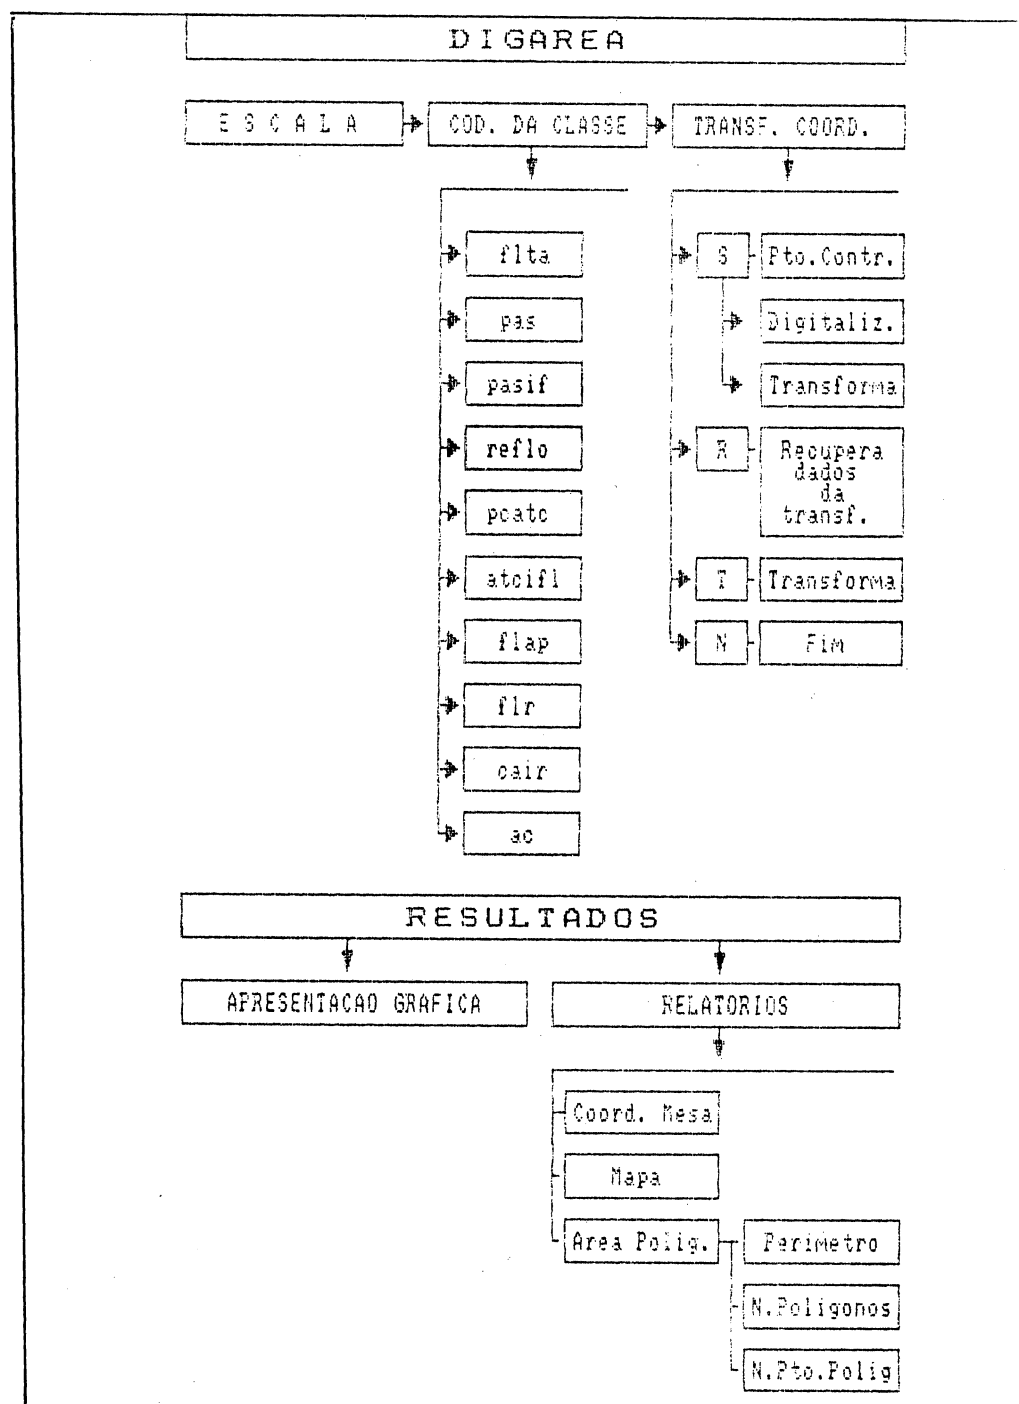 DIGAREA
E S C A L A
COD. DA CLASSE
TRANSF. COORD.
flta
pas
pasif
reflo
pcatc
atcifl
flap
flr
cair
ac
S
Pto.Contr.
Digitaliz.
Transforma
R
Recupera
dados
da
transf.
T
Transforma
N
Fim
RESULTADOS
APRESENTACAO GRAFICA
RELATORIOS
Coord. Mesa
Mapa
Area Polig.
Perimetro
N.Poligonos
N.Pto.Polig